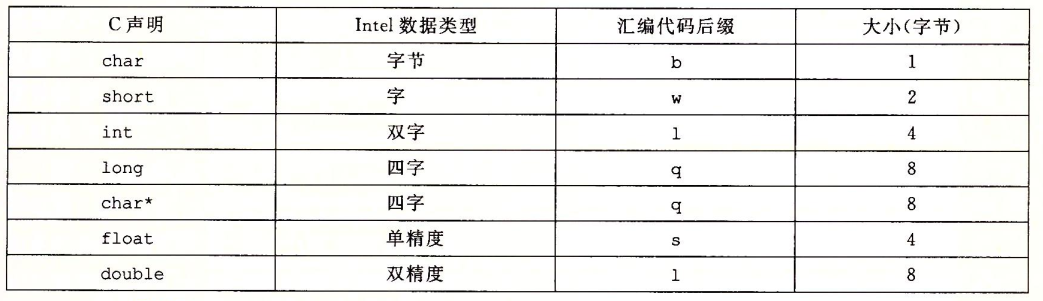 C 声明 Intel 数据类型 汇编代码后缀 大小(字节)
char 字节 b 1
short 字 w 2
int 双字 l 4
long 四字 q 8
char* 四字 q 8
float 单精度 s 4
double 双精度 l 8